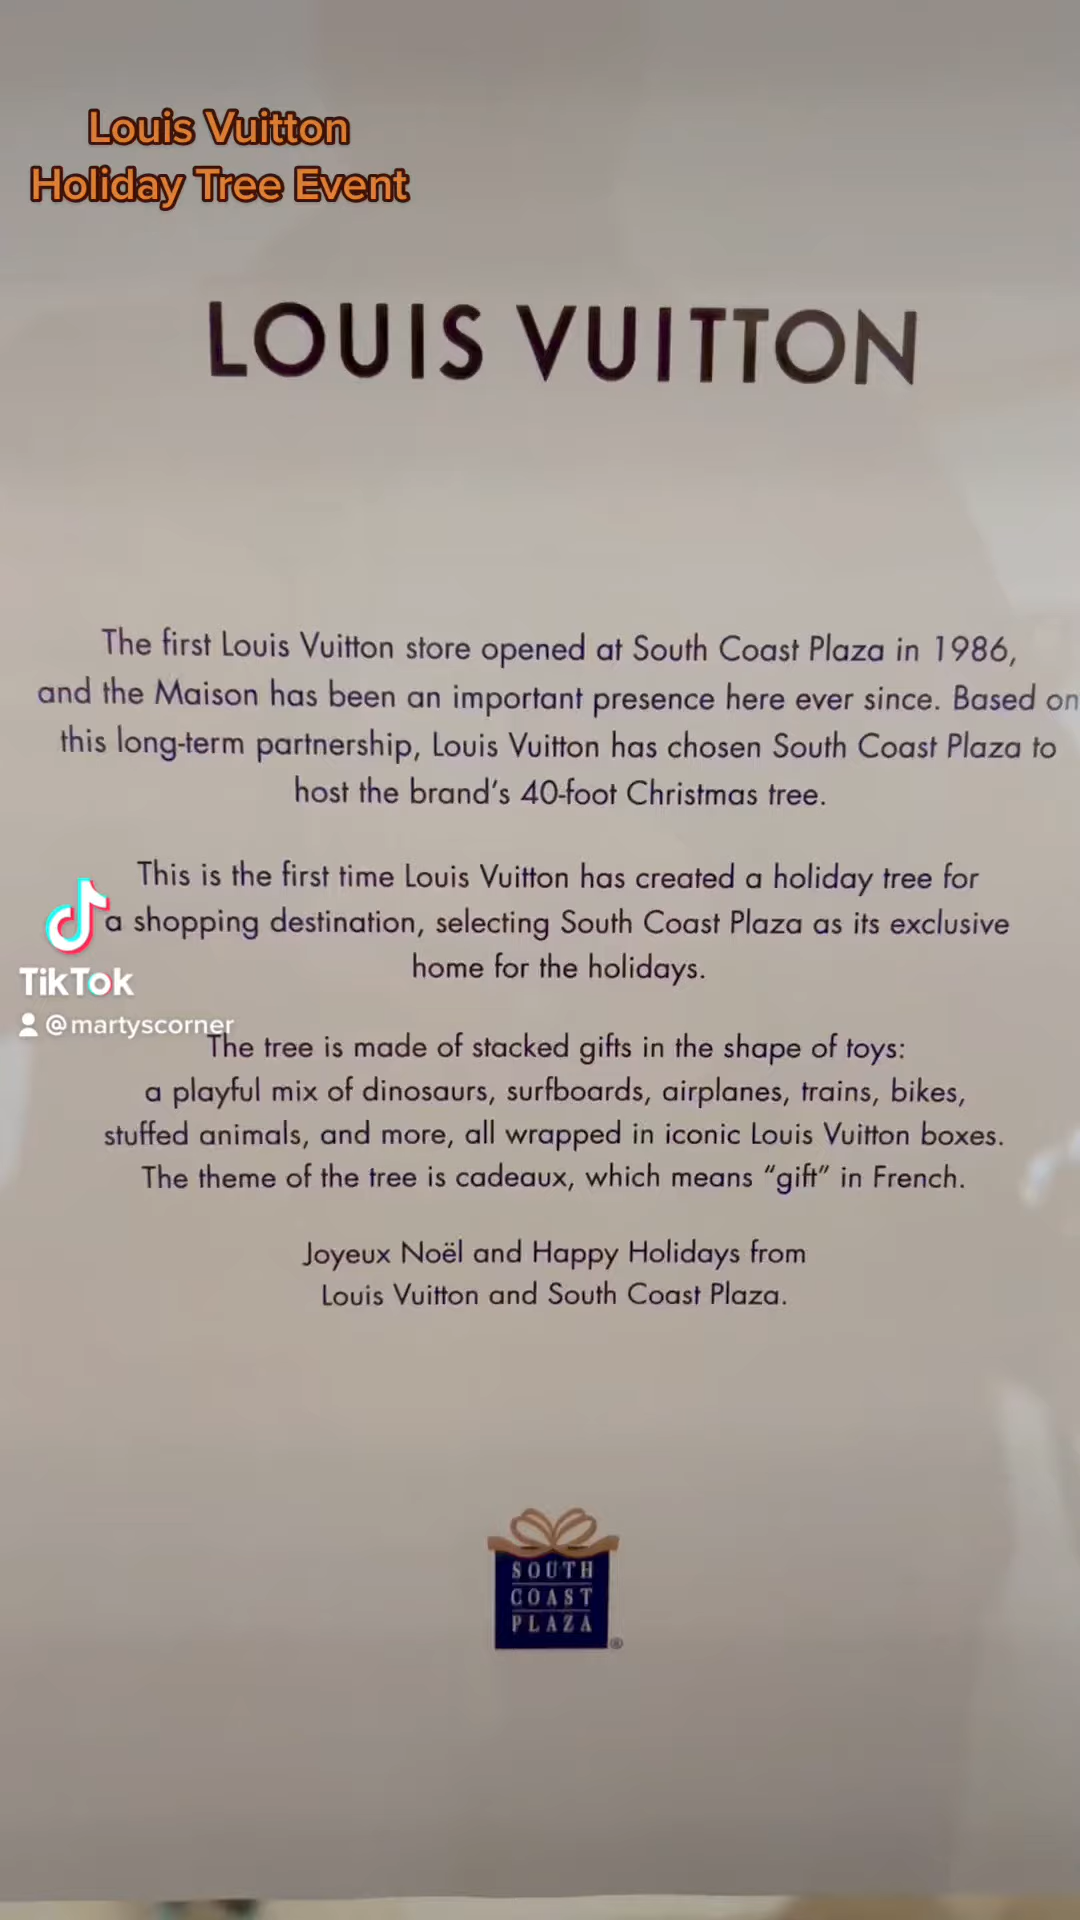 Louis Vuitton
Holiday Tree Event
LOUIS VUITTON
The first Louis Vuitton store opened at South Coast Plaza in 1986,
and the Maison has been an important presence here ever since. Based on
this long-term partnership, Louis Vuitton has chosen South Coast Plaza to
host the brand's 40-foot Christmas tree.
This is the first time Louis Vuitton has created a holiday tree for
a shopping destination, selecting South Coast Plaza as its exclusive
home for the holidays.
TikTok
@martyscorner
The tree is made of stacked gifts in the shape of toys:
a playful mix of dinosaurs, surfboards, airplanes, trains, bikes,
stuffed animals, and more, all wrapped in iconic Louis Vuitton boxes.
The theme of the tree is cadeaux, which means "gift" in French.
Joyeux Noël and Happy Holidays from
Louis Vuitton and South Coast Plaza.
SOUTH
COAST
PLAZA
®